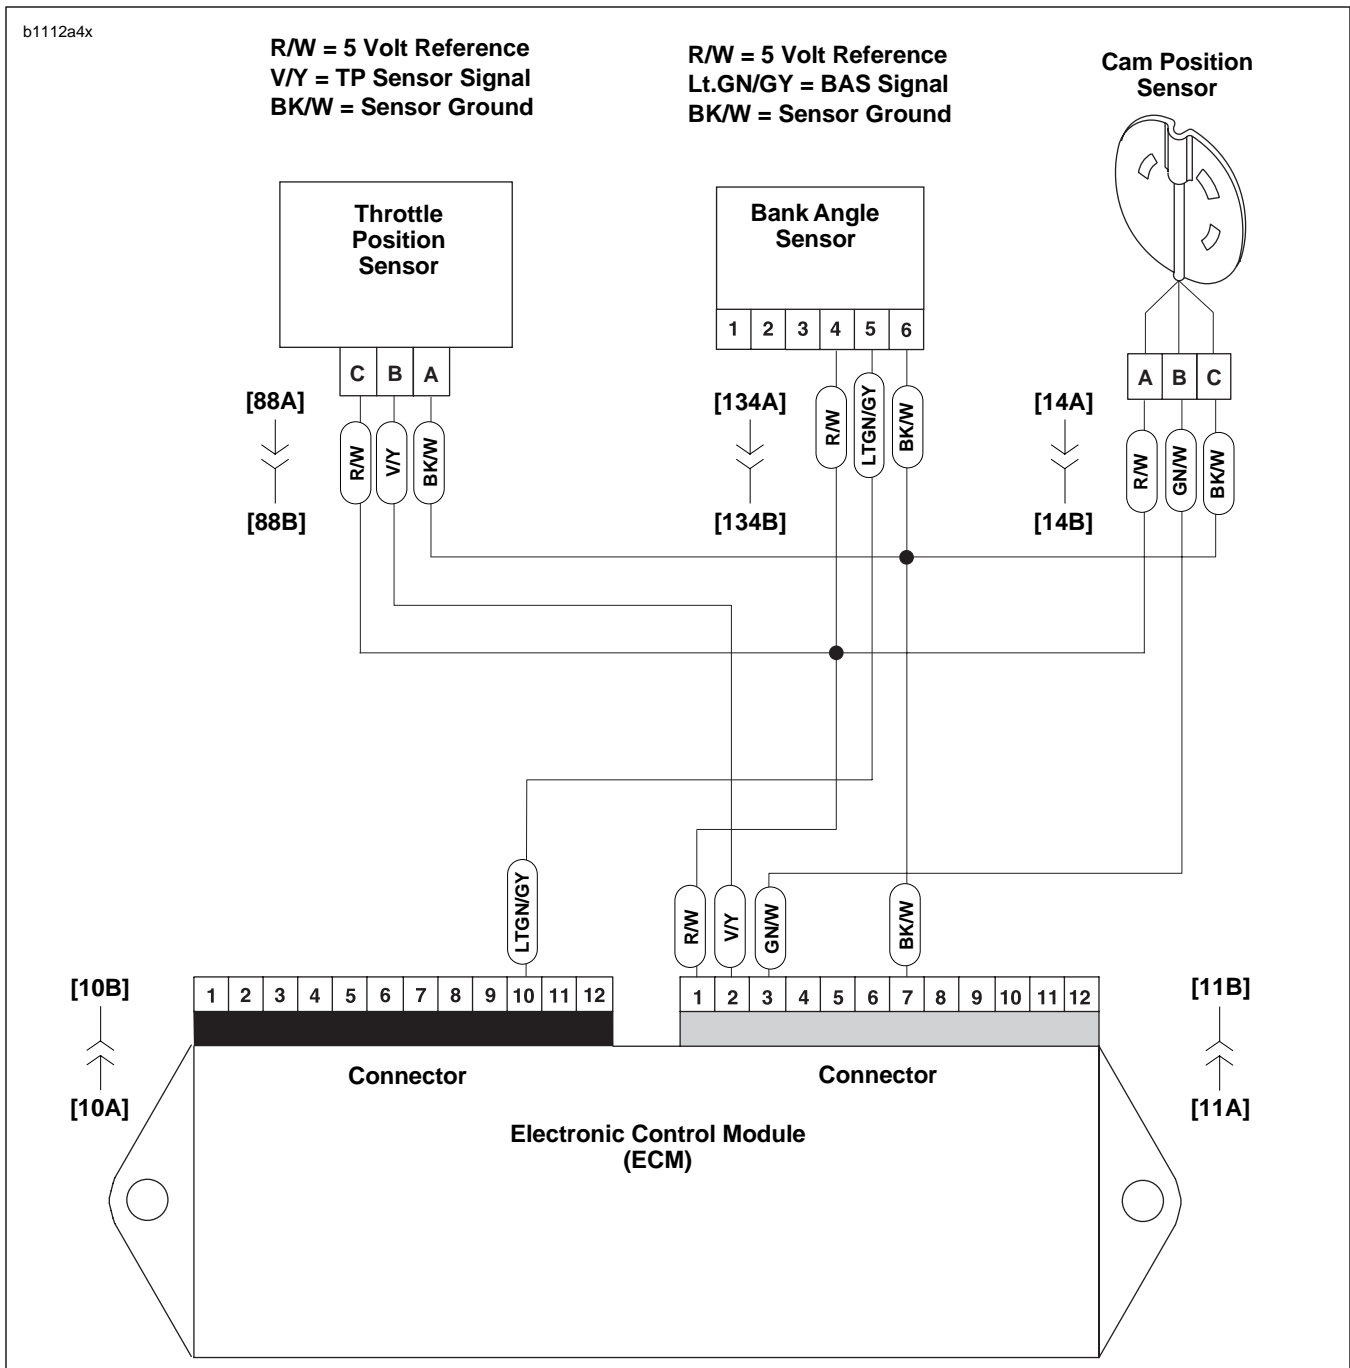 b1112a4x
R/W = 5 Volt Reference
V/Y = TP Sensor Signal
BK/W = Sensor Ground
R/W = 5 Volt Reference
Lt.GN/GY = BAS Signal
BK/W = Sensor Ground
Cam Position
Sensor
Throttle
Position
Sensor
Bank Angle
Sensor
1 2 3 4 5 6
C B A
A B C
[88A]
[88B]
R/W
V/Y
BK/W
[134A]
[134B]
R/W
LTGN/GY
BK/W
[14A]
[14B]
R/W
GN/W
BK/W
LTGN/GY
R/W
V/Y
GN/W
BK/W
[10B]
[10A]
1 2 3 4 5 6 7 8 9 10 11 12
1 2 3 4 5 6 7 8 9 10 11 12
[11B]
[11A]
Connector
Connector
Electronic Control Module
(ECM)